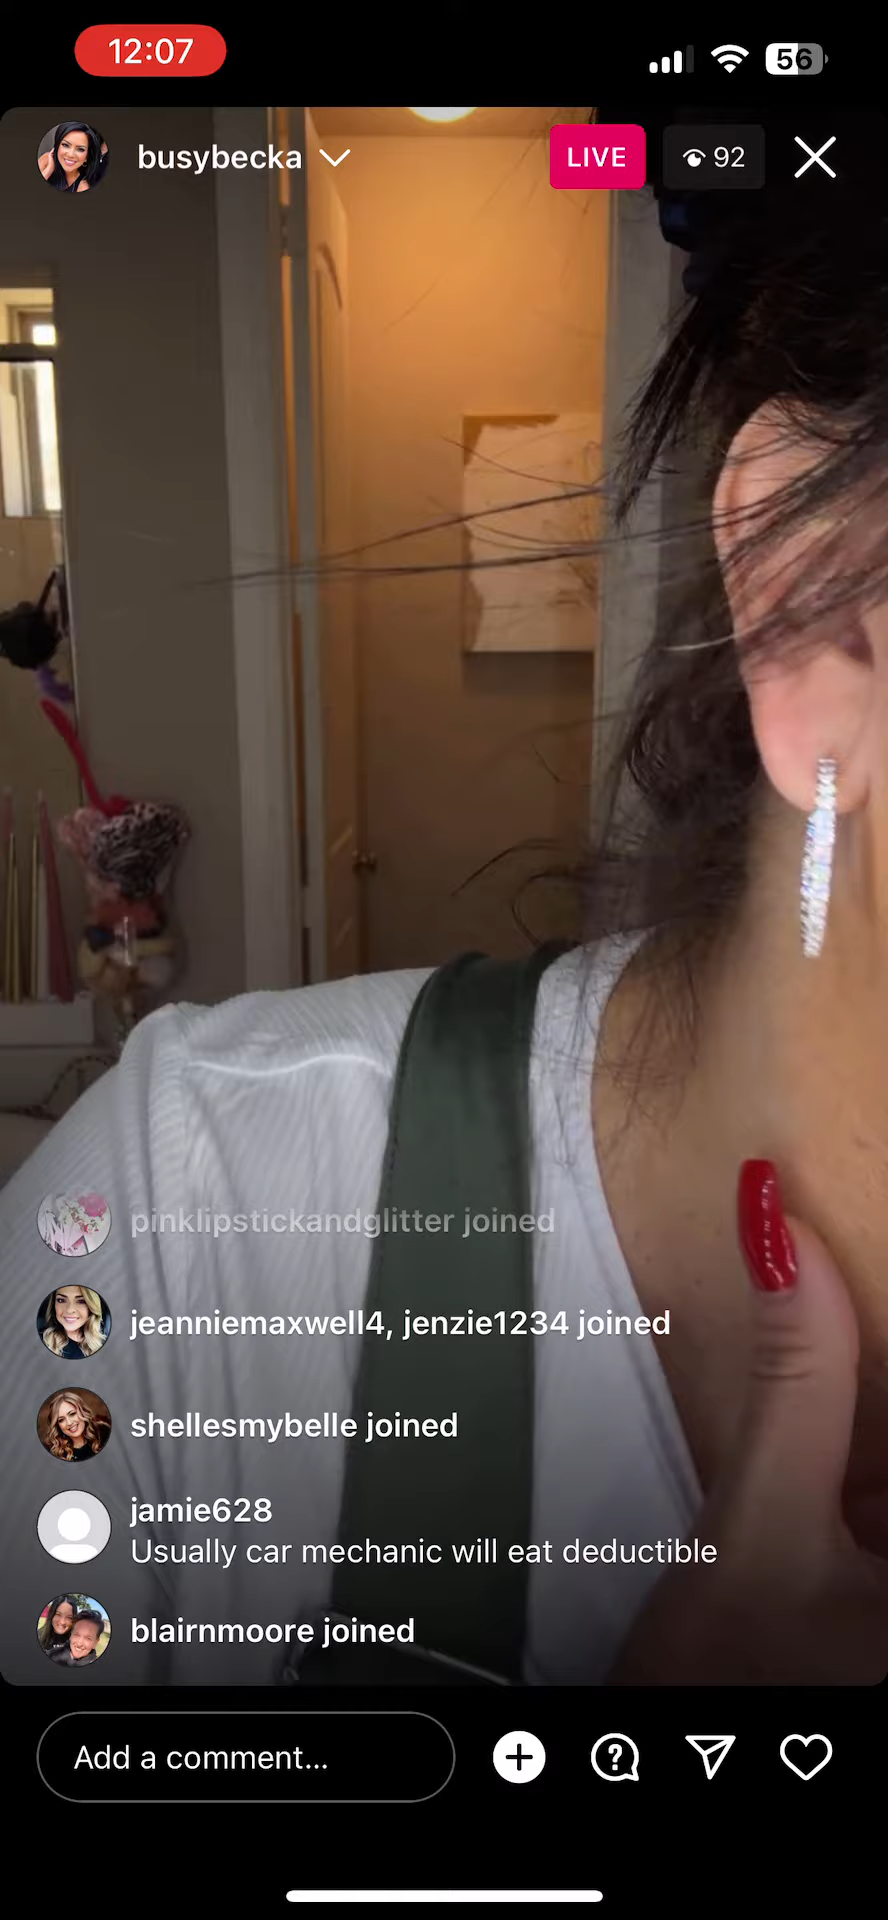 12:07
56
busybecka
LIVE
92
pinklipstickandglitter joined
jeanniemaxwell4, jenzie1234 joined
shellesmybelle joined
jamie628
Usually car mechanic will eat deductible
blairnmoore joined
Add a comment...